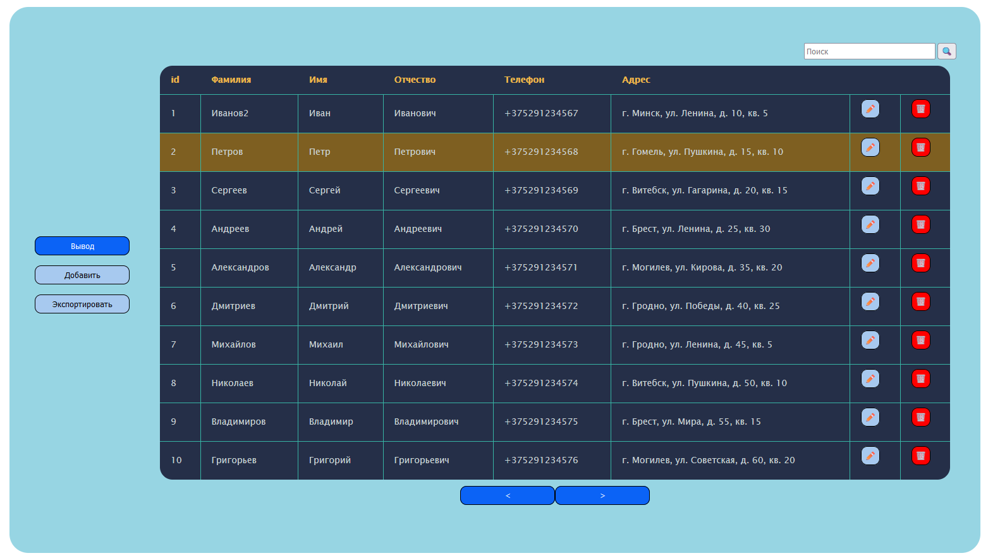 Поиск
id Фамилия Имя Отчество Телефон Адрес
1 Иванов2 Иван Иванович +375291234567 г. Минск, ул. Ленина, д. 10, кв. 5
2 Петров Петр Петрович +375291234568 г. Гомель, ул. Пушкина, д. 15, кв. 10
3 Сергеев Сергей Сергеевич +375291234569 г. Витебск, ул. Гагарина, д. 20, кв. 15
4 Андреев Андрей Андреевич +375291234570 г. Брест, ул. Ленина, д. 25, кв. 30
5 Александров Александр Александрович +375291234571 г. Могилев, ул. Кирова, д. 35, кв. 20
6 Дмитриев Дмитрий Дмитриевич +375291234572 г. Гродно, ул. Победы, д. 40, кв. 25
7 Михайлов Михаил Михайлович +375291234573 г. Гродно, ул. Ленина, д. 45, кв. 5
8 Николаев Николай Николаевич +375291234574 г. Витебск, ул. Пушкина, д. 50, кв. 10
9 Владимиров Владимир Владимирович +375291234575 г. Брест, ул. Мира, д. 55, кв. 15
10 Григорьев Григорий Григорьевич +375291234576 г. Могилев, ул. Советская, д. 60, кв. 20
Вывод
Добавить
Экспортировать
< >